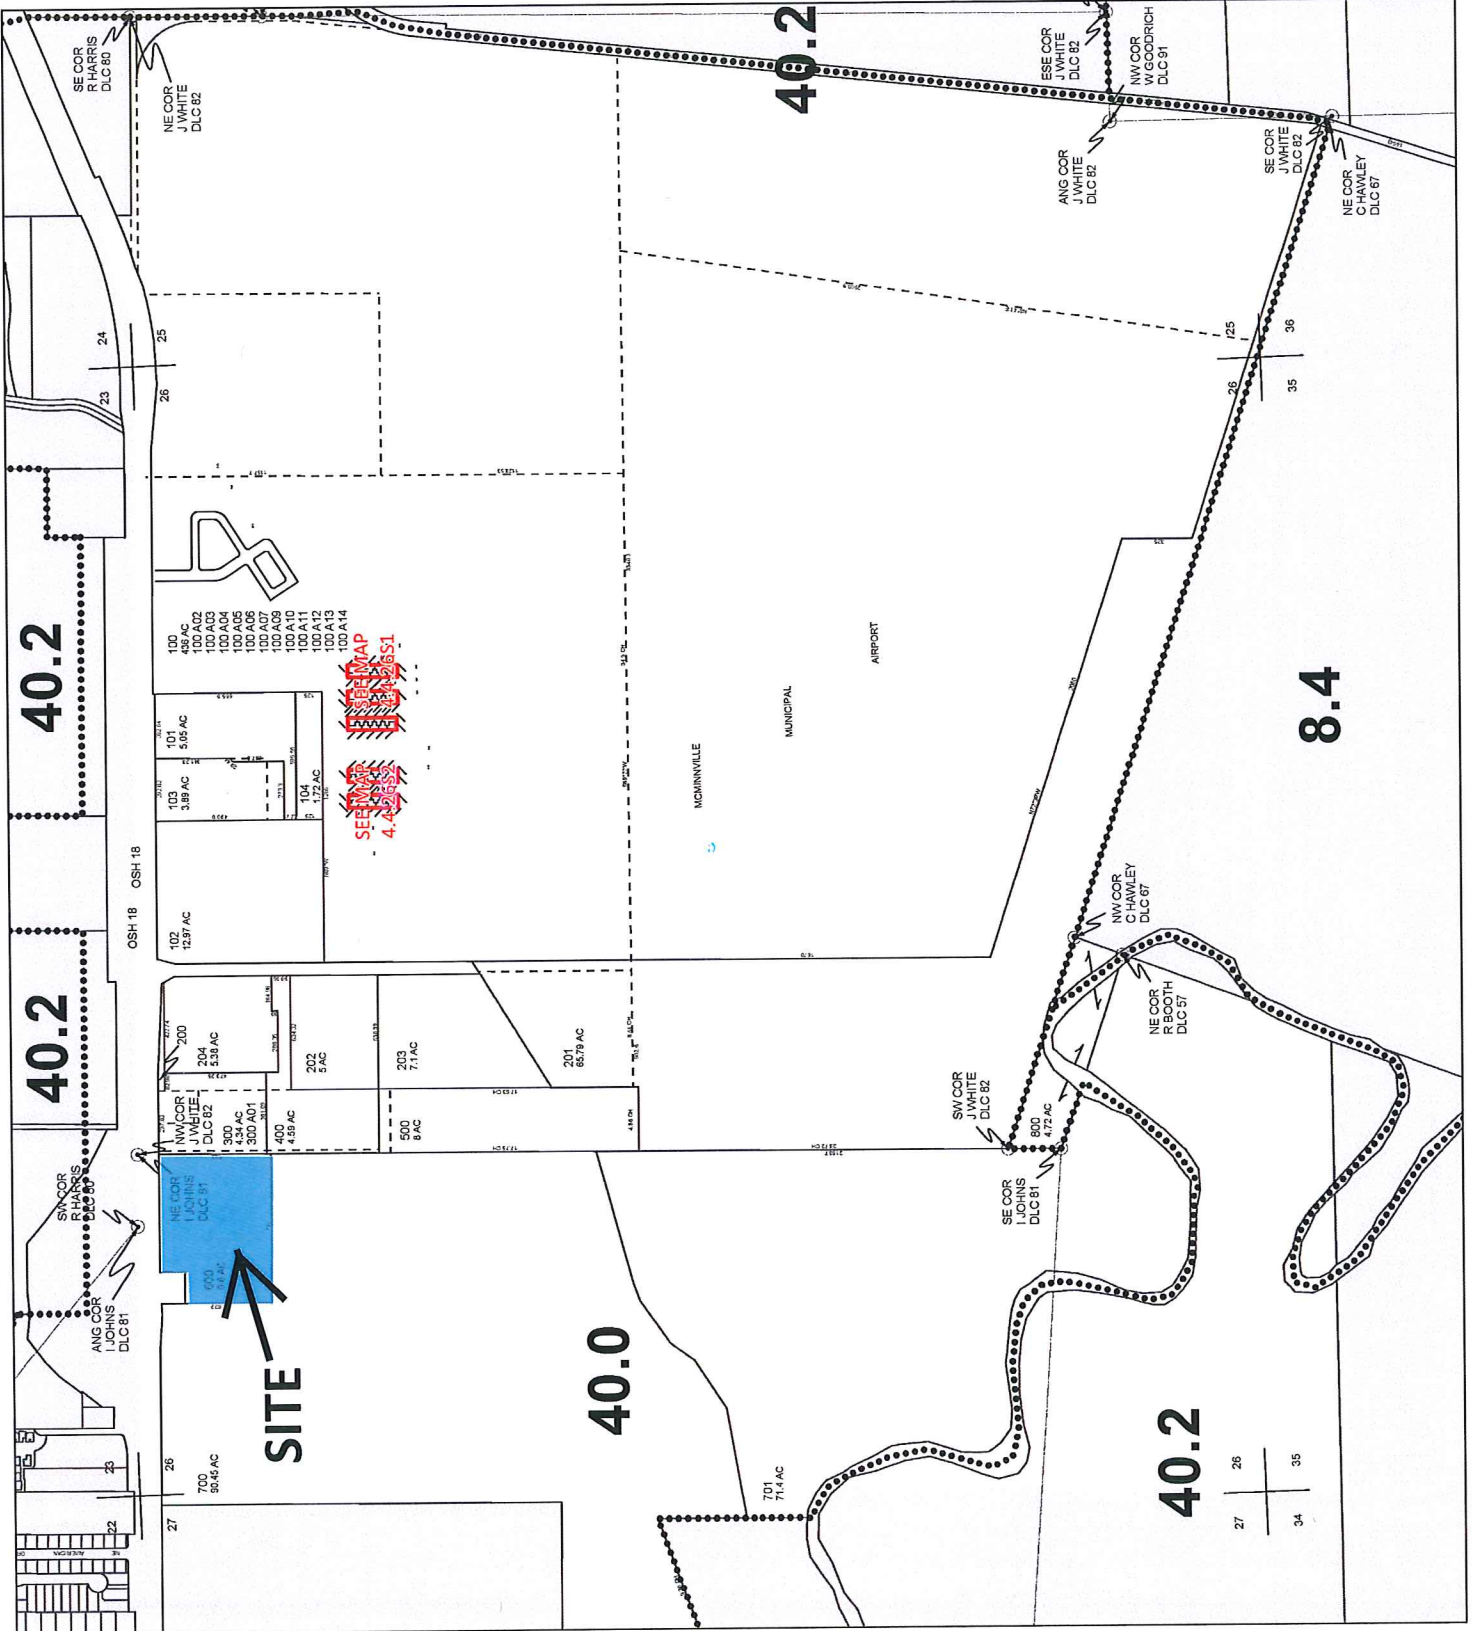 SE COR
R HARRIS
DLC 80
NE COR
J WHITE
DLC 82
40.2
ESE COR
J WHITE
DLC 82
NW COR
W GOODRICH
DLC 91
ANG COR
J WHITE
DLC 82
SE COR
J WHITE
DLC 82
NE COR
C HAWLEY
DLC 67
23
24
26
25
26
25
35
36
40.2
100
436 AC
100 A02
100 A03
100 A04
100 A05
100 A06
100 A07
100 A09
100 A10
100 A11
100 A12
100 A13
100 A14
SEE MAP
4.4.26S1
SEE MAP
4.4.26S2
101
5.05 AC
103
3.89 AC
104
1.72 AC
102
12.97 AC
OSH 18
OSH 18
MCMINNVILLE
MUNICIPAL
AIRPORT
8.4
40.2
200
204
5.38 AC
202
5 AC
203
7.1 AC
201
65.79 AC
NW COR
J WHITE
DLC 82
300
4.34 AC
300 A01
400
4.59 AC
500
8 AC
NW COR
C HAWLEY
DLC 67
NE COR
R BOOTH
DLC 57
SW COR
J WHITE
DLC 82
800
4.72 AC
SE COR
I JOHNS
DLC 81
SW COR
R HARRIS
NE COR
I JOHNS
DLC 81
600
ANG COR
I JOHNS
DLC 81
SITE
40.0
22
23
27
26
700
90.45 AC
701
71.4 AC
40.2
27
26
34
35